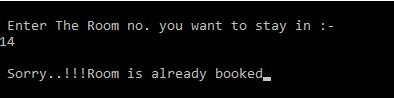 Enter The Room no. you want to stay in :-
14
Sorry..!!!Room is already booked